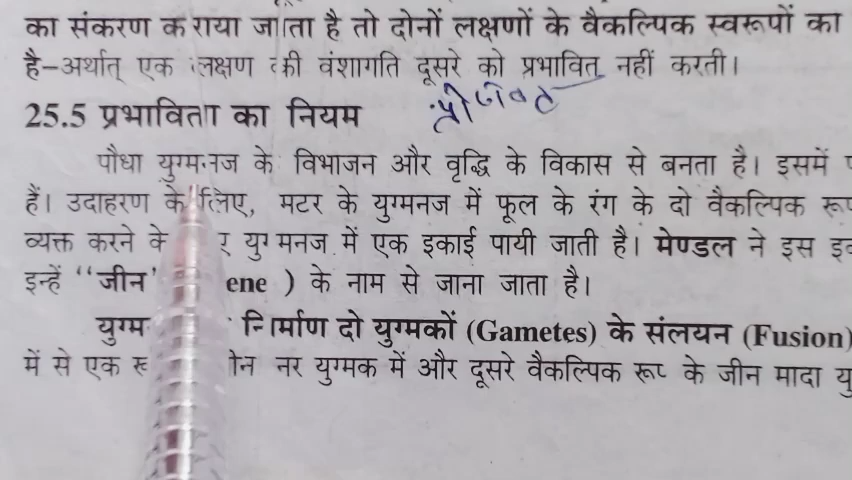 का संकरण कराया जाता है तो दोनों लक्षणों के वैकल्पिक स्वरूपों का
है–अर्थात् एक लक्षण की वंशागति दूसरे को प्रभावित नहीं करती।
25.5 प्रभाविता का नियम
पौधा युग्मनज के विभाजन और वृद्धि के विकास से बनता है। इसमें
हैं। उदाहरण के लिए, मटर के युग्मनज में फूल के रंग के दो वैकल्पिक
व्यक्त करने के युग्मनज में एक इकाई पायी जाती है। मेण्डल ने इस
इन्हें ‘‘जीन’ ene ) के नाम से जाना जाता है।
युग्म निर्माण दो युग्मकों (Gametes) के संलयन (Fusion)
में से एक नर युग्मक में और दूसरे वैकल्पिक रूप के जीन मादा